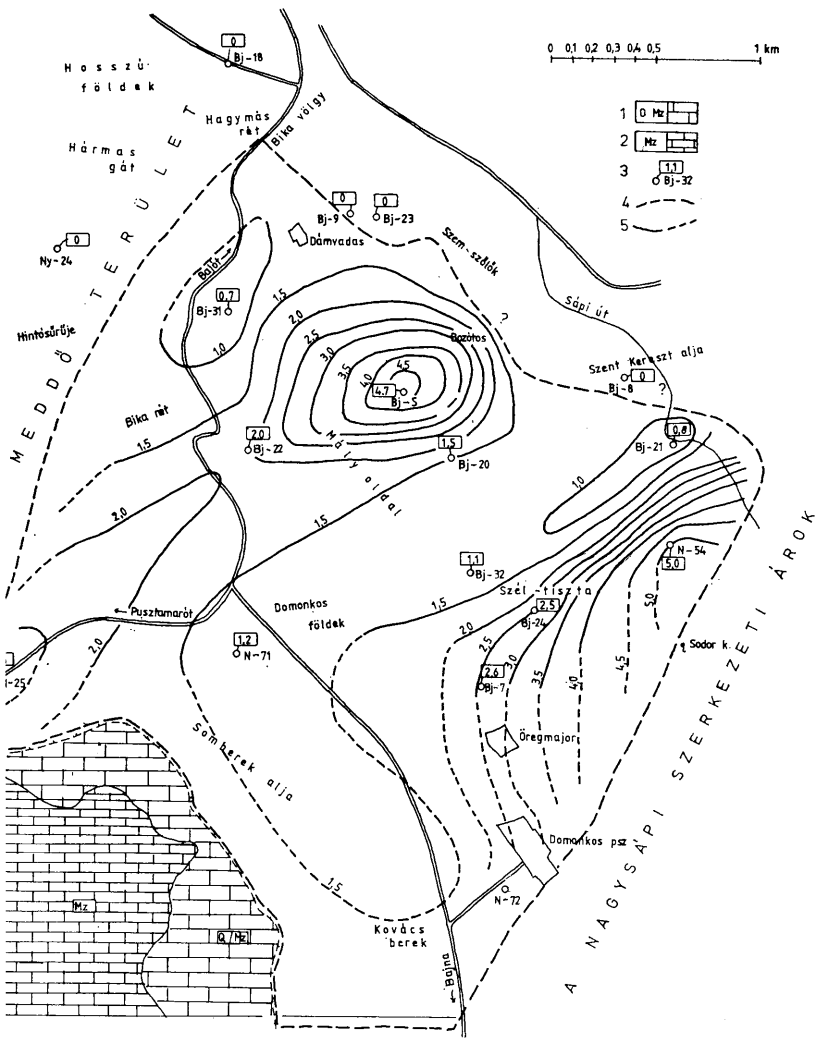 0 0,1 0,2 0,3 0,4 0,5 1 km
0
Bj-18
Hosszú-
földek
Hagymás
rét
Bika völgy
Hármas
gát
MEDDŐ TERÜLET
1 Q Mz
2 Mz
3 1,1
Bj-32
4
5
0
Bj-9
0
Bj-23
Dámvadas
0
Ny-24
Szem-szölök
Balót
0,7
Bj-31
1,0
1,5
2,0
2,5
3,0
3,5
4,0
4,5
4,7
Bj-5
Bozótos
?
Sápi út
Hintósűrűje
Szent Kereszt alja
0
Bj-8
?
Bika rét
1,5
2,0
Bj-22
Mály oldal
1,5
Bj-20
0,8
Bj-21
1,0
2,0
1,5
1,1
Bj-32
N-54
5,0
5,0
1,5
Szél-tiszta
2,0
2,5
Bj-24
Pusztamarót
Domonkos
földek
2,0
1,2
N-71
2,5
3,0
3,5
4,0
4,5
Sodor k.
2,6
Bj-7
-25
Öregmajor
Somberek alja
Domonkos psz
1,5
N-72
Kovács
berek
Mz
Q Mz
Bajna
A NAGYSÁPI SZERKEZETI ÁROK